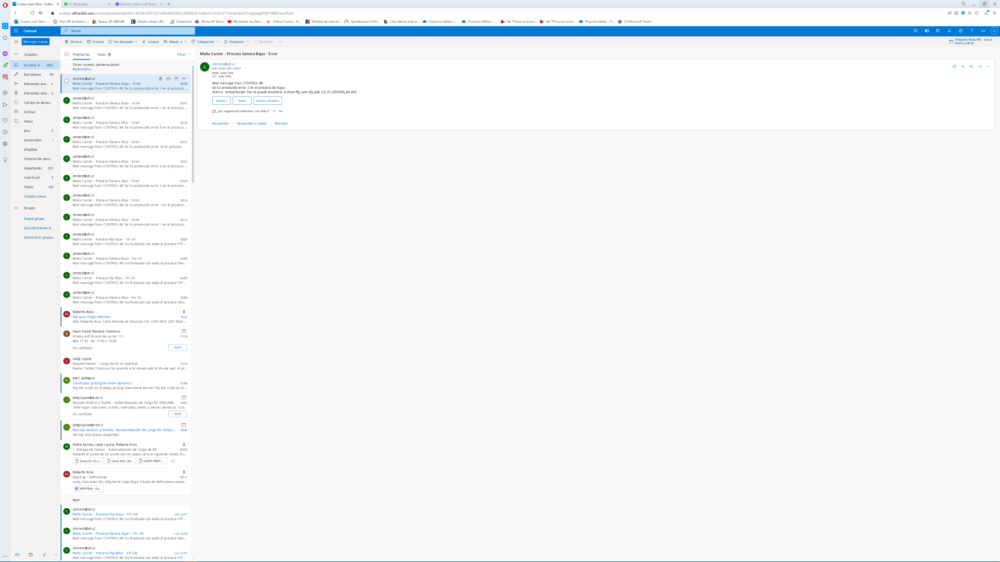 Correo: Juan Silva - Outlook
(1) WhatsApp
Reunión | Microsoft Teams
outlook.office365.com/mail/inbox/id/AAQkADk1M2M2ODY0LTIxMjItNGE5NC05NDE3LTIwMmFiYmNhZTYwYwAQAOYFqypbqqFNj978B8Ltnv4%3D
Correo: Juan Silva -...
Pack SIP de Autoco...
Nuevo 20-180X100...
Estados Unidos (EE...
Downloads
Microsoft Teams
Montando una Red...
Online Courses - A...
Medidor de velocid...
Speedtest por Ookl...
Chile debuta este m...
Proyectos Mallas -...
Proyectos Mallas -...
Ver "Procesos Incon...
Ver "Procesos incon...
Proyecto Mallas - O...
(1) Microsoft Teams
Outlook
Buscar
JS
Mensaje nuevo
Eliminar
Archivo
No deseado
Limpiar
Mover a
Categorizar
Posponer
Deshacer
[Proyecto Malla M1] - Sala d
Mañana 08:30
Carpetas
Bandeja d... 3062
Borradores 98
Elementos env... 11
Elementos elim... 6
Correo no desea...
Archivo
Notas
bmc 4
Destacados 1
dropbox
Historial de conv...
Importantes 803
Junk Email 7
Todos 160
Carpeta nueva
Grupos
Nuevo grupo
Descubrimiento d...
Administrar grupos
Prioritarios
Otros 1
Filtrar
Otros: nuevas conversaciones
MyAnalytics
ctmtest@vtr.cl
Malla Carrier - Proceso Genera Bajas - Error 20:59
Mail message from CONTROL-M: Se ha producido error 2 en el proceso ...
C
ctmtest@vtr.cl
Malla Carrier - Proceso Genera Bajas - Error 20:57
Mail message from CONTROL-M: Se ha producido error 1 en el proceso ...
C
ctmtest@vtr.cl
Malla Carrier - Proceso Genera Altas - Error 20:38
Mail message from CONTROL-M: Se ha producido error 5 en el proceso ...
C
ctmtest@vtr.cl
Malla Carrier - Proceso Genera Altas - Error 20:32
Mail message from CONTROL-M: Se ha producido error 16 en proceso ...
C
ctmtest@vtr.cl
Malla Carrier - Proceso Genera Altas - Error 20:25
Mail message from CONTROL-M: Se ha producido error 3 en el proceso ...
C
ctmtest@vtr.cl
Malla Carrier - Proceso Genera Altas - Error 20:20
Mail message from CONTROL-M: Se ha producido error 2 en el proceso ...
C
ctmtest@vtr.cl
Malla Carrier - Proceso Genera Altas - Error 20:16
Mail message from CONTROL-M: Se ha producido error 1 en el proceso ...
C
ctmtest@vtr.cl
Malla Carrier - Proceso Genera Altas - Error 20:13
Mail message from CONTROL-M: Se ha producido error 1 en el proceso ...
C
ctmtest@vtr.cl
Malla Carrier - Proceso Ftp Bajas - Fin OK 20:09
Mail message from CONTROL-M: Ha finalizado con exito el proceso FTP ...
C
ctmtest@vtr.cl
Malla Carrier - Proceso Genera Bajas - Fin OK 20:09
Mail message from CONTROL-M: Ha finalizado con exito el proceso Gen...
C
ctmtest@vtr.cl
Malla Carrier - Proceso Ftp Altas - Fin OK 20:05
Mail message from CONTROL-M: Ha finalizado con exito el proceso FTP ...
C
ctmtest@vtr.cl
Malla Carrier - Proceso Genera Altas - Fin OK 20:04
Mail message from CONTROL-M: Ha finalizado con exito el proceso Gen...
RA
Roberto Arias
Ppt para Pagos Masivos 18:22
Atte, Roberto Arias Carlo Gerente de Servicios Cel: +569 8829 2381 Mail: ...
D
Denis Nairel Romero Contreras
Prueba end to end de carrier 111 17:39
Mié 17-02, 'de' 17:00 a 18:00
Sin conflictos RSVP
LL
Leidy Lujano
Requerimientos - Carga de BD en Xpertrak 15:26
Buenas Tardes Francisco De acuerdo a lo conversado el dia de ayer, el pr...
BS
BMC Software
Could your pricing be more dynamic? 13:40
Flip the script on strategic pricing View online version Flip the script on st...
L
leidy.lujano@e.vtr.cl
Reunión Análisis y Diseño - Automatización de Carga BD (GIS/UIM) 10:43
Tiene lugar cada lunes, martes, miércoles, jueves y viernes desde las 12:0...
Sin conflictos RSVP
L
leidy.lujano@e.vtr.cl
Reunión Análisis y Diseño - Automatización de Carga BD (GIS/U... 10:43
No hay vista previa disponible.
PB
Pedro Barrios; Leidy Lujano; Roberto Arias
Entrega de Querys - Automatización de Carga de BD 09:55
Roberto el pareo de los punto con los query sería el siguiente: Pareo: Pu...
Query Dir Gis.s... Query Mac CM... QUERY XPERT ... +2
RA
Roberto Arias
Xpertrak - Definiciones 09:11
Leidy, hola buen día. Adjunto te hago llegar listado de definiciones/comp...
XPERTRAK - De...
Ayer
C
ctmtest@vtr.cl
Malla Carrier - Proceso Ftp Bajas - Fin OK Lun 22:57
Mail message from CONTROL-M: Ha finalizado con exito el proceso FTP ...
C
ctmtest@vtr.cl
Malla Carrier - Proceso Genera Bajas - Fin OK Lun 22:56
Mail message from CONTROL-M: Ha finalizado con exito el proceso Gen...
C
ctmtest@vtr.cl
Malla Carrier - Proceso Ftp Altas - Fin OK Lun 22:55
Mail message from CONTROL-M: Ha finalizado con exito el proceso FTP ...
Malla Carrier - Proceso Genera Bajas - Error
C
ctmtest@vtr.cl
Mar 16-02-2021 20:59
Para: Juan Silva
CC: Juan Silva
Mail message from CONTROL-M:
Se ha producido error 2 en el proceso de Bajas.
Alarma ambientación: No se puede encontrar archivo ftp_user.cfg (job LDI_01_GENERA_BAJAS)
Saludos. Bajas Saludos cordiales.
¿Las sugerencias anteriores son útiles? Sí No
Responder Responder a todos Reenviar